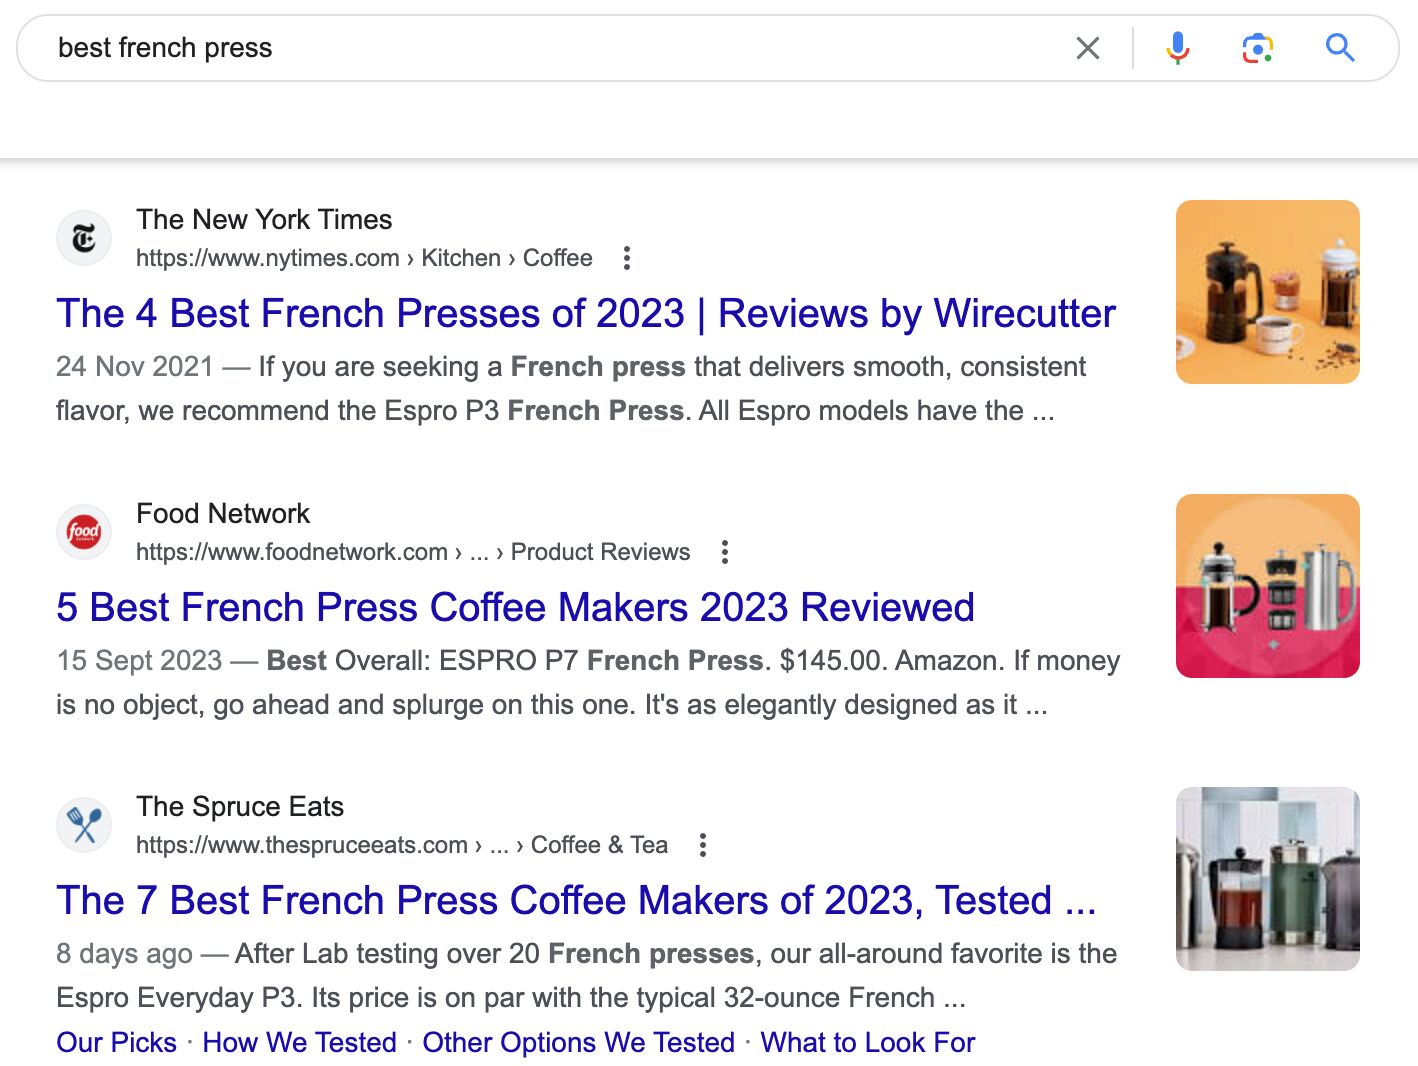 best french press
The New York Times
https://www.nytimes.com › Kitchen › Coffee
The 4 Best French Presses of 2023 | Reviews by Wirecutter
24 Nov 2021 — If you are seeking a French press that delivers smooth, consistent
flavor, we recommend the Espro P3 French Press. All Espro models have the ...
food
Food Network
https://www.foodnetwork.com › ... › Product Reviews
5 Best French Press Coffee Makers 2023 Reviewed
15 Sept 2023 — Best Overall: ESPRO P7 French Press. $145.00. Amazon. If money
is no object, go ahead and splurge on this one. It's as elegantly designed as it ...
The Spruce Eats
https://www.thespruceeats.com › ... › Coffee & Tea
The 7 Best French Press Coffee Makers of 2023, Tested ...
8 days ago — After Lab testing over 20 French presses, our all-around favorite is the
Espro Everyday P3. Its price is on par with the typical 32-ounce French ...
Our Picks · How We Tested · Other Options We Tested · What to Look For